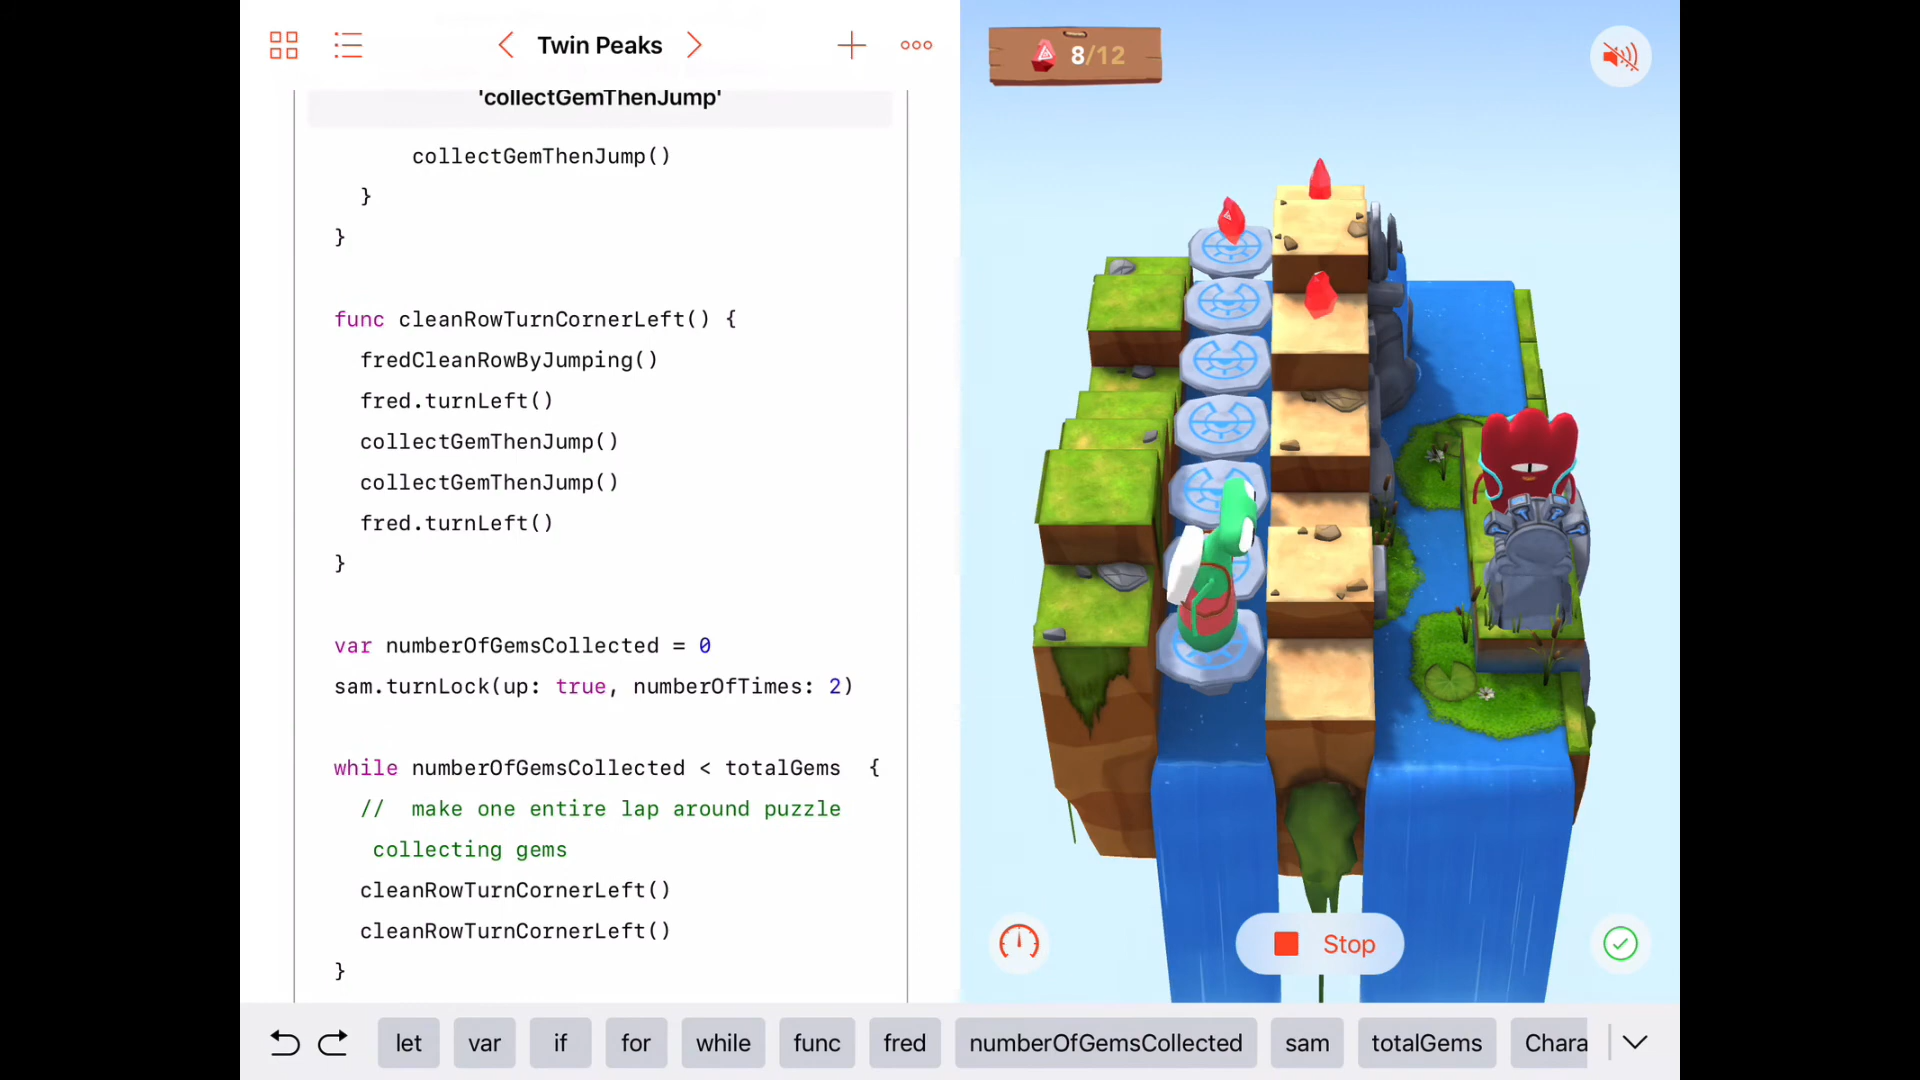 Twin Peaks
'collectGemThenJump'
collectGemThenJump()
}
}
func cleanRowTurnCornerLeft() {
fredCleanRowByJumping()
fred.turnLeft()
collectGemThenJump()
collectGemThenJump()
fred.turnLeft()
}
var numberOfGemsCollected = 0
sam.turnLock(up: true, numberOfTimes: 2)
while numberOfGemsCollected < totalGems  {
//  make one entire lap around puzzle
collecting gems
cleanRowTurnCornerLeft()
cleanRowTurnCornerLeft()
}
8/12
Stop
let var if for while func fred numberOfGemsCollected sam totalGems Chara